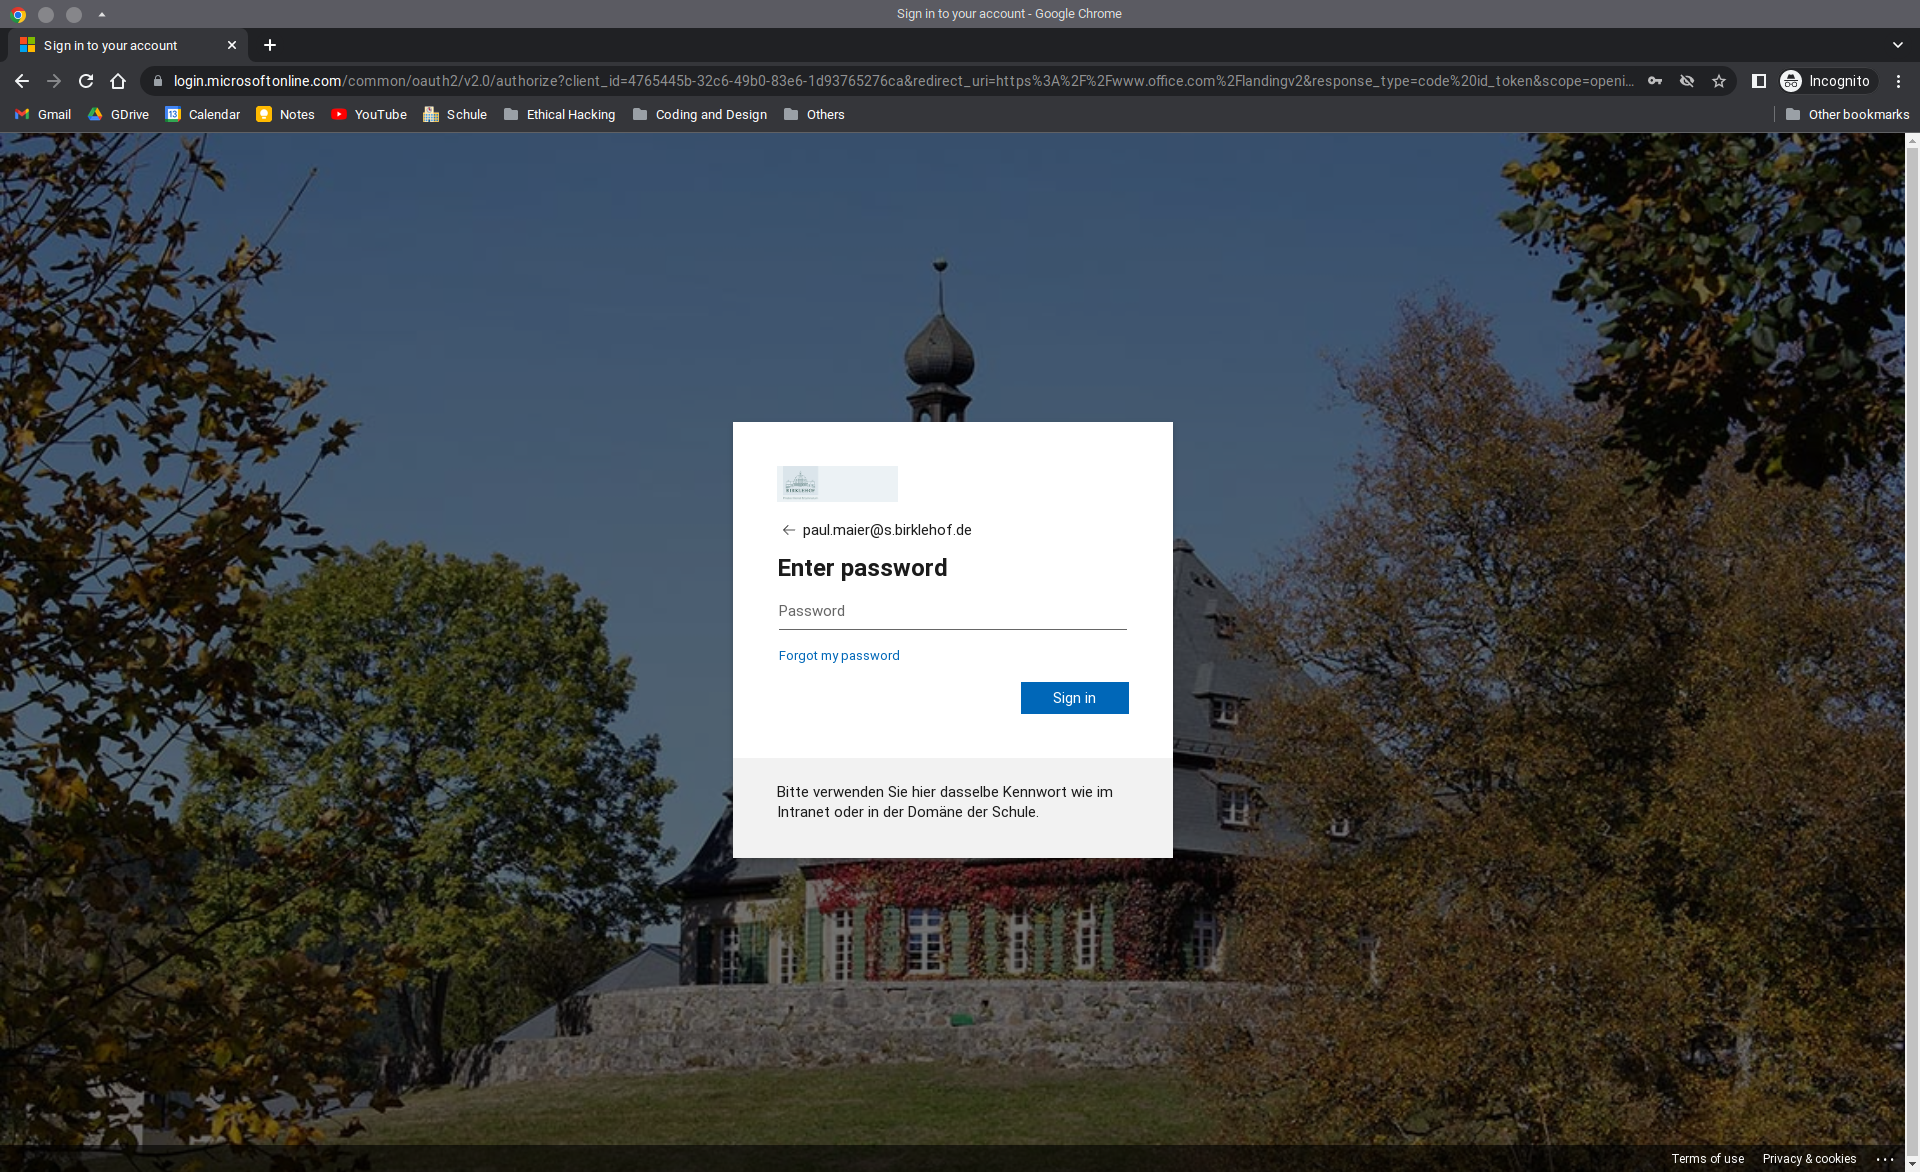 Sign in to your account - Google Chrome
Sign in to your account
login.microsoftonline.com/common/oauth2/v2.0/authorize?client_id=4765445b-32c6-49b0-83e6-1d93765276ca&redirect_uri=https%3A%2F%2Fwww.office.com%2Flandingv2&response_type=code%20id_token&scope=openi...
Incognito
Gmail
GDrive
Calendar
Notes
YouTube
Schule
Ethical Hacking
Coding and Design
Others
Other bookmarks
BIRKLEHOF
paul.maier@s.birklehof.de
Enter password
Password
Forgot my password
Sign in
Bitte verwenden Sie hier dasselbe Kennwort wie im
Intranet oder in der Domäne der Schule.
Terms of use
Privacy & cookies